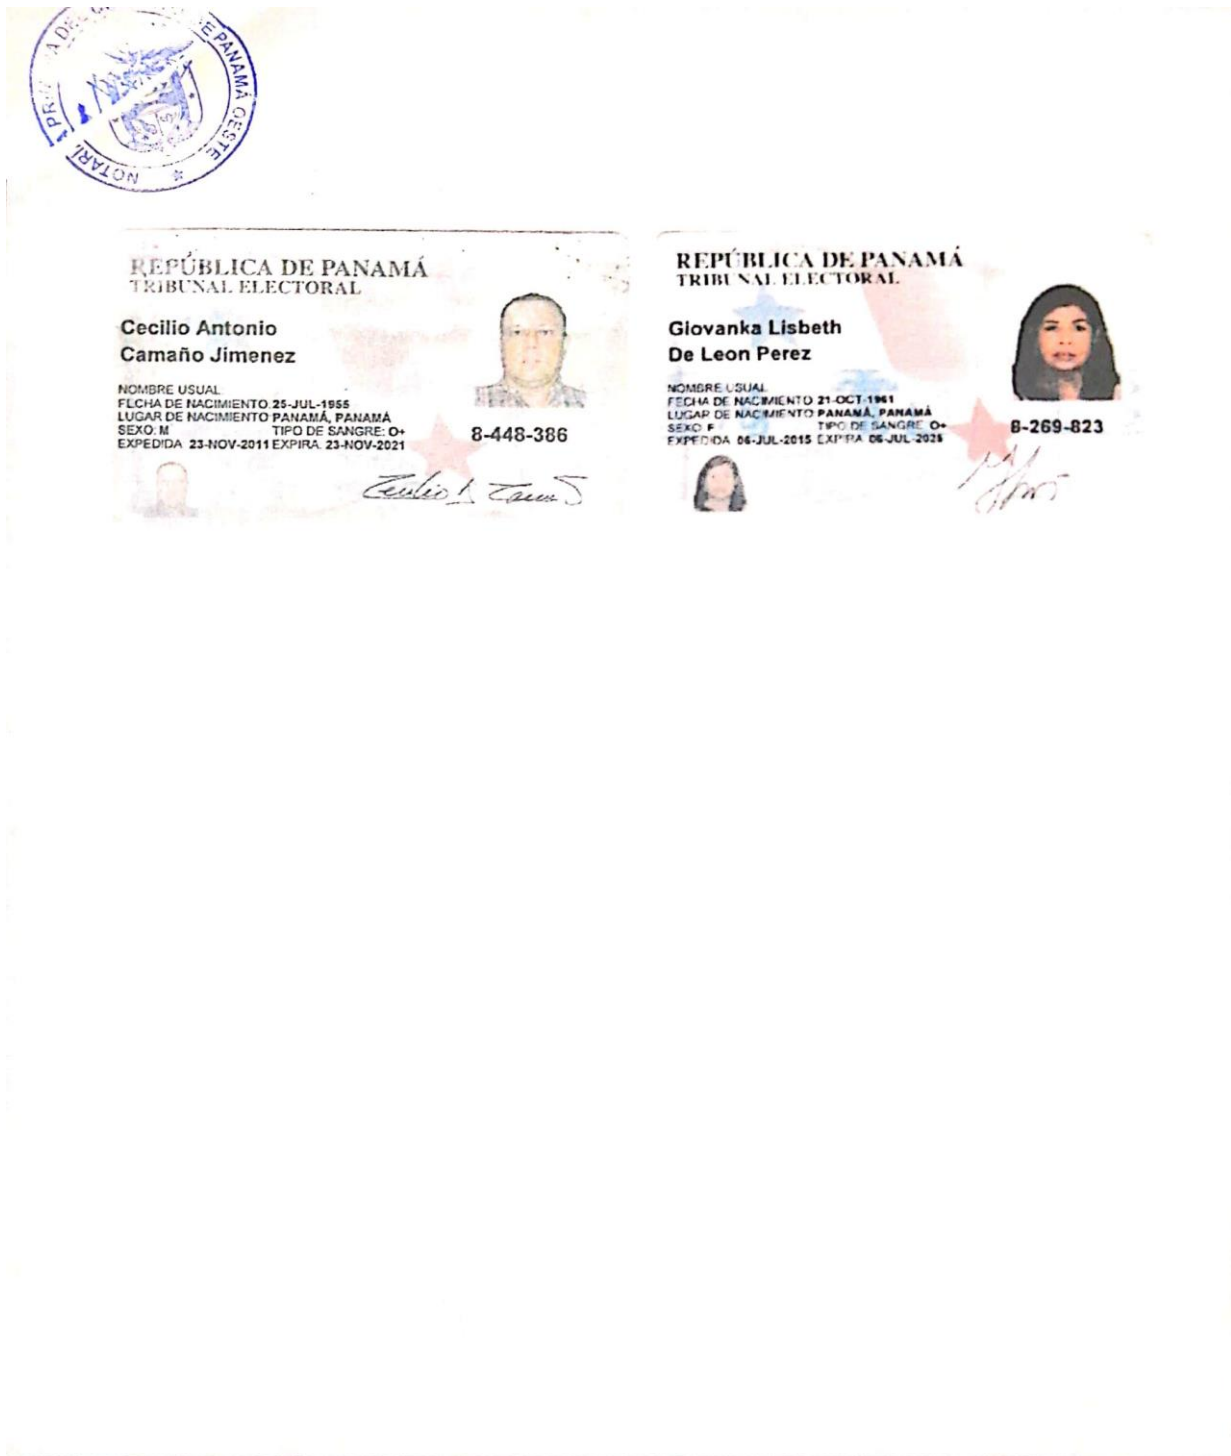 NOTARÍA DE PANAMÁ OESTE
REPÚBLICA DE PANAMÁ
TRIBUNAL ELECTORAL
Cecilio Antonio
Camaño Jimenez
NOMBRE USUAL
FECHA DE NACIMIENTO: 25-JUL-1955
LUGAR DE NACIMIENTO PANAMÁ, PANAMÁ
SEXO: M TIPO DE SANGRE: O+
EXPEDIDA 23-NOV-2011 EXPIRA. 23-NOV-2021
8-448-386
REPÚBLICA DE PANAMÁ
TRIBUNAL ELECTORAL
Giovanka Lisbeth
De Leon Perez
NOMBRE USUAL
FECHA DE NACIMIENTO 21-OCT-1961
LUGAR DE NACIMIENTO PANAMÁ, PANAMÁ
SEXO F TIPO DE SANGRE O+
EXPEDIDA 06-JUL-2015 EXPIRA 06-JUL-2025
8-269-823